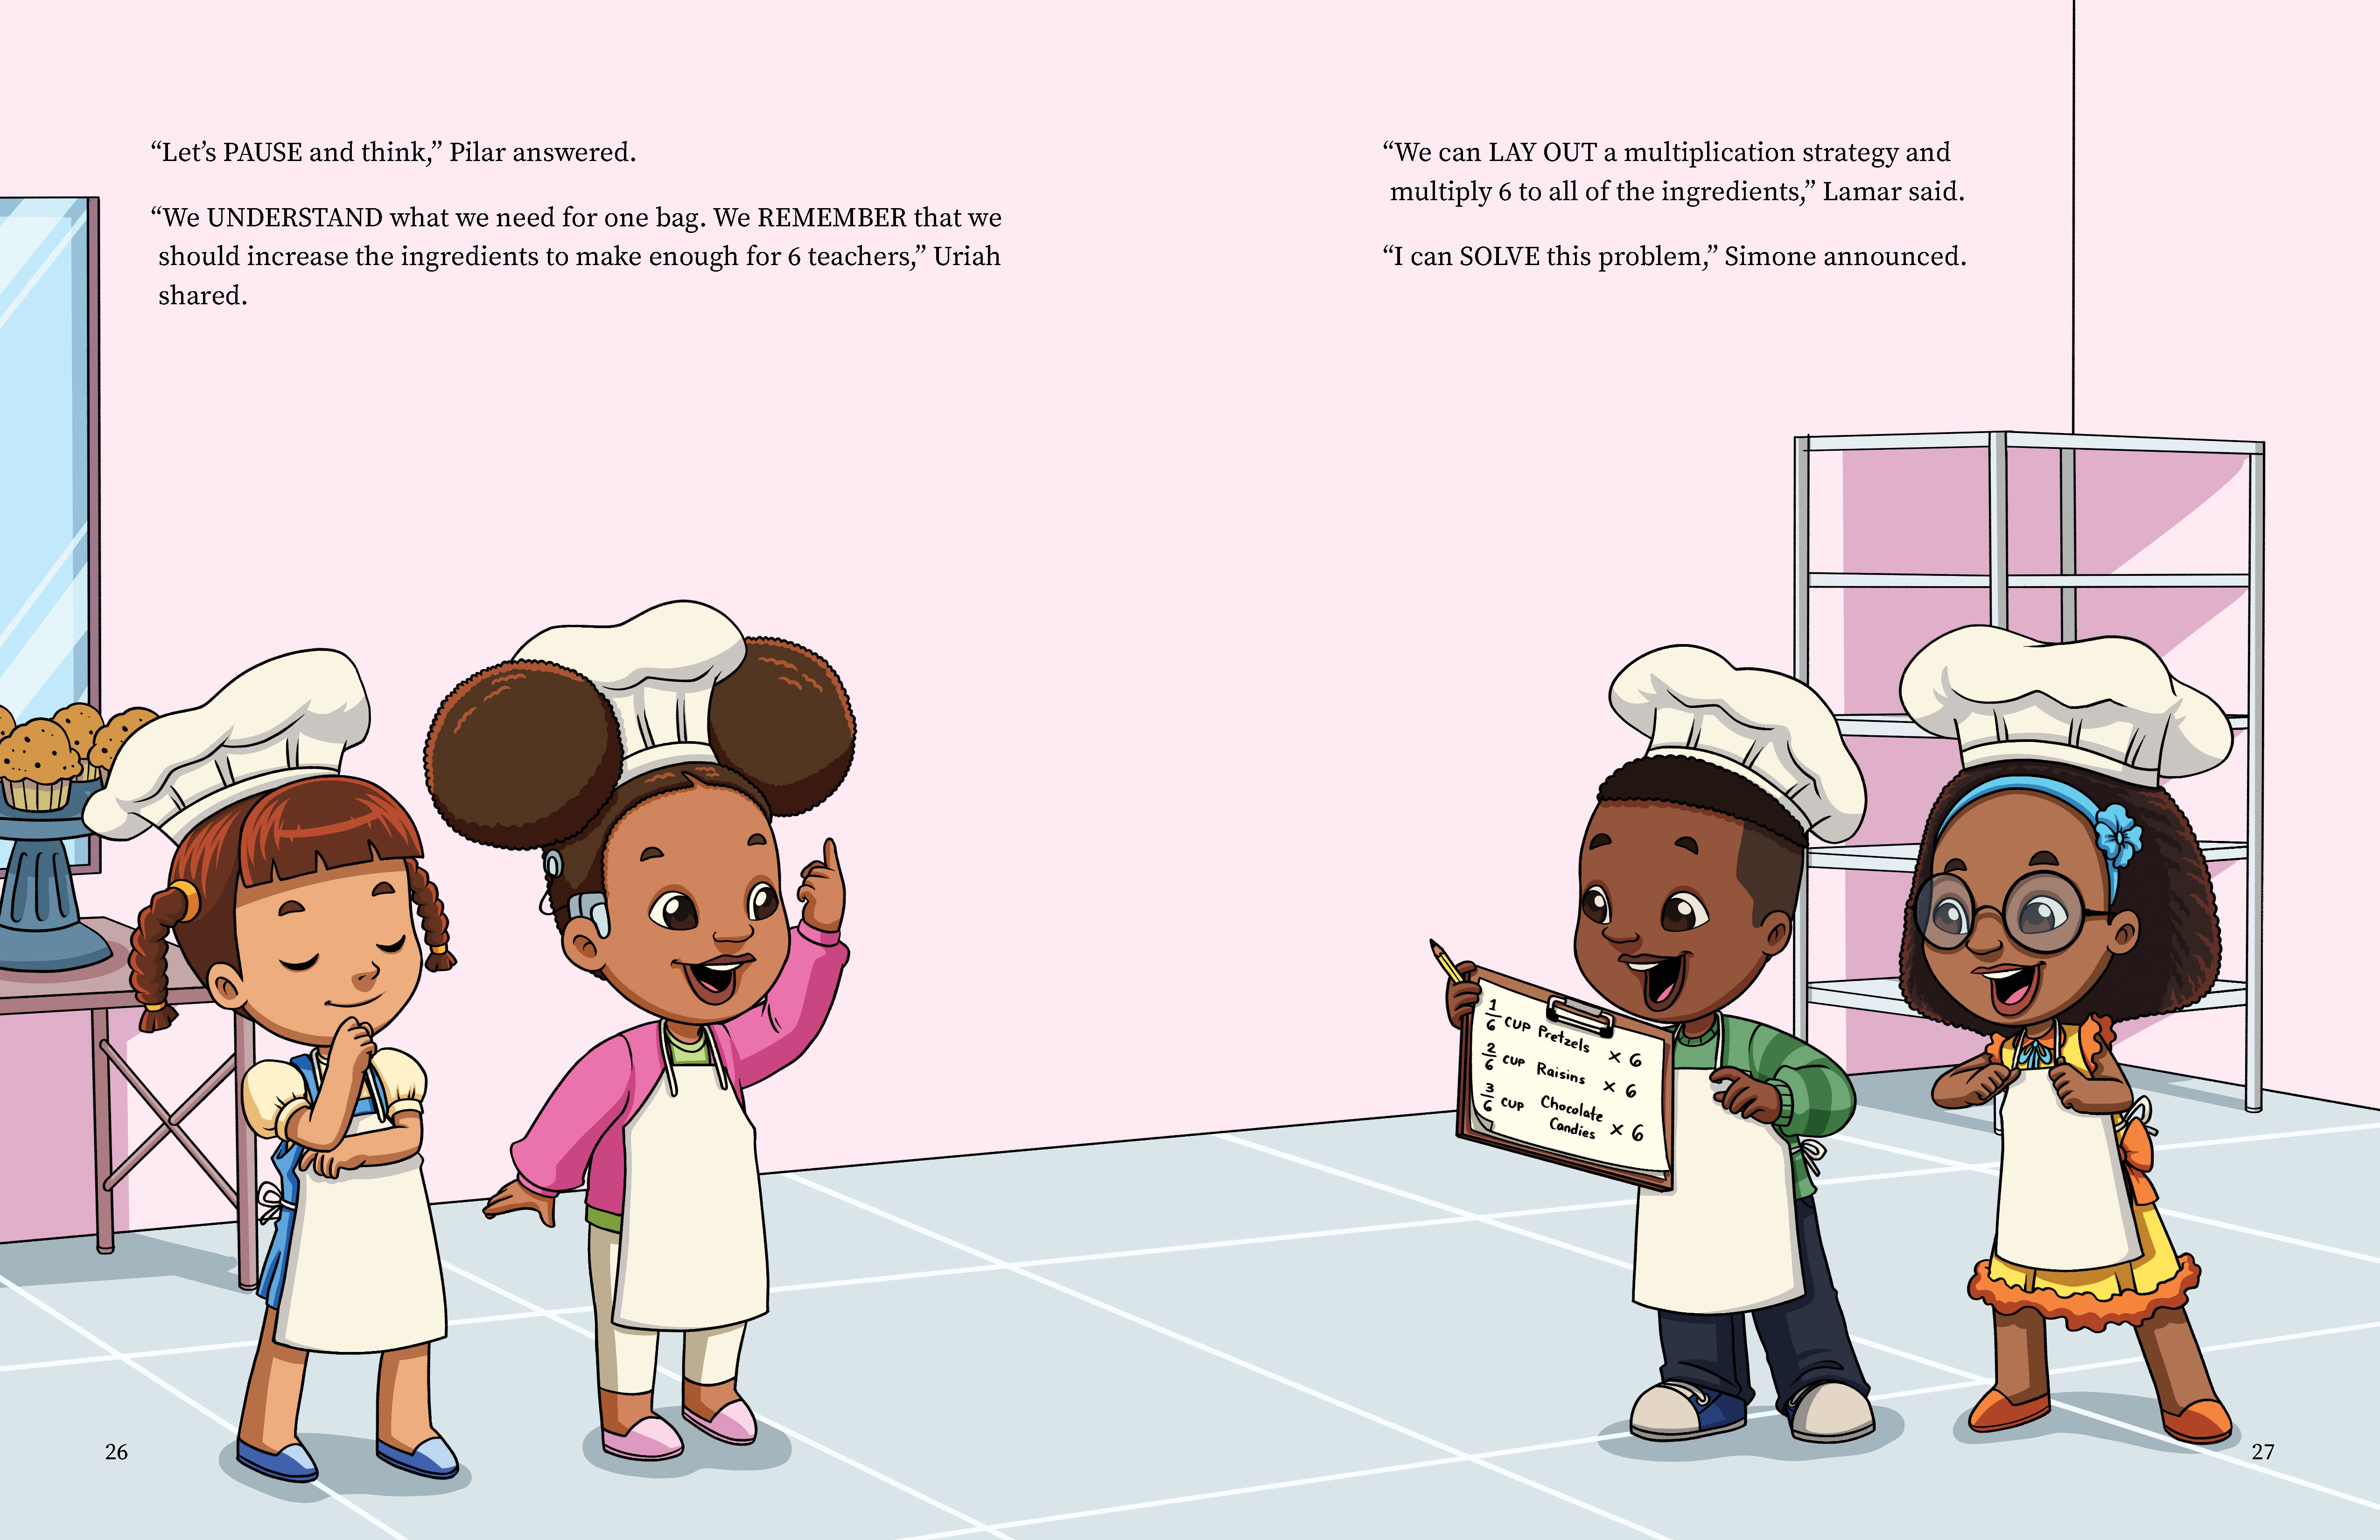 “Let’s PAUSE and think,” Pilar answered.
“We UNDERSTAND what we need for one bag. We REMEMBER that we
should increase the ingredients to make enough for 6 teachers,” Uriah
shared.
“We can LAY OUT a multiplication strategy and
multiply 6 to all of the ingredients,” Lamar said.
“I can SOLVE this problem,” Simone announced.
1/6 CUP Pretzels × 6
2/6 CUP Raisins × 6
3/6 CUP Chocolate
Candies × 6
26
27